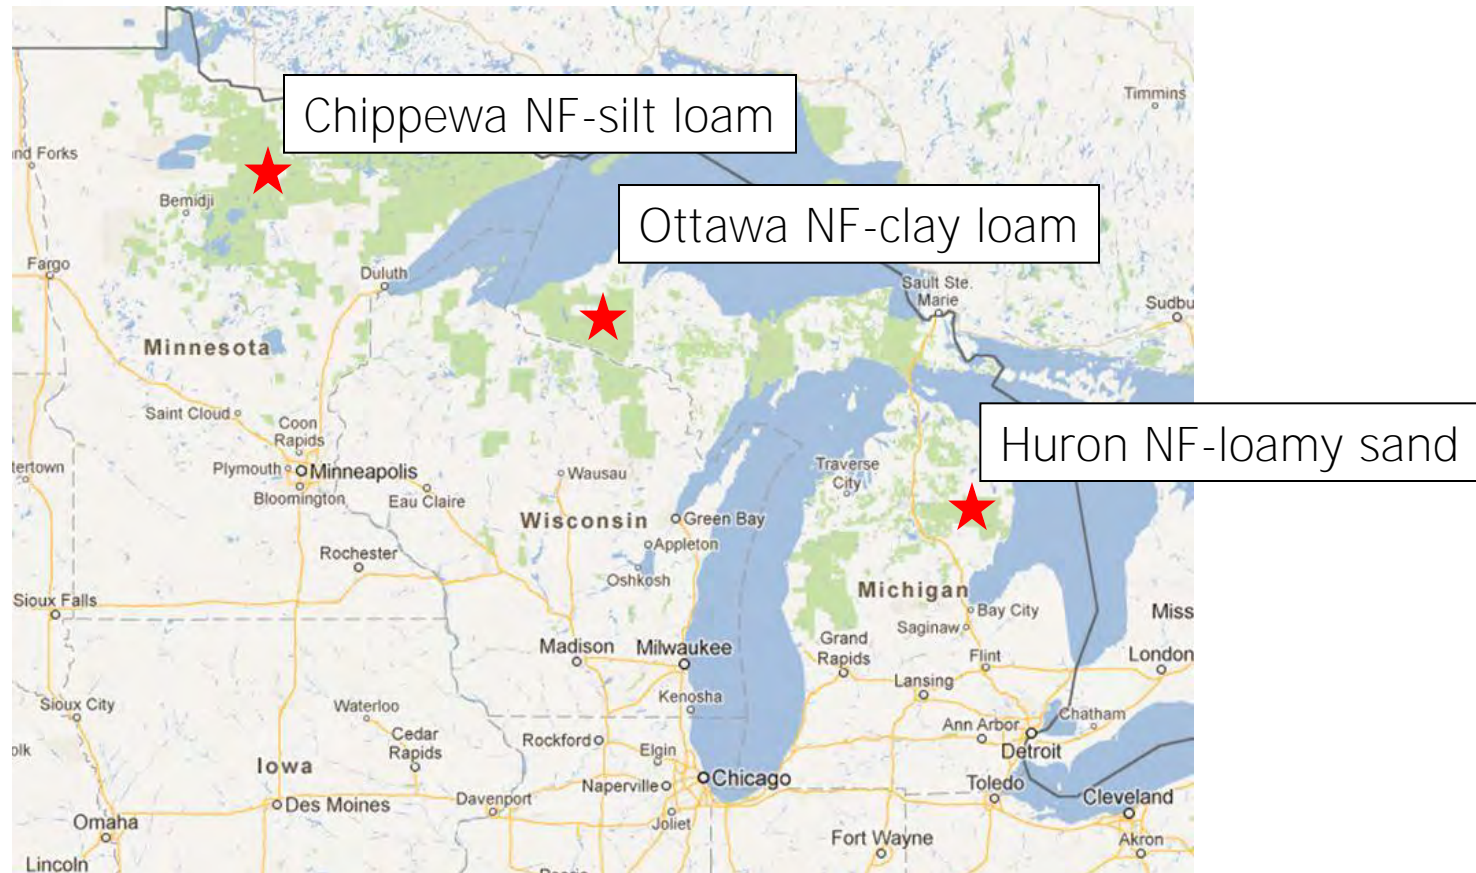 Timmins
Chippewa NF-silt loam
nd Forks
Bemidji
Ottawa NF-clay loam
Fargo
Duluth
Sault Ste.
Marie
Sudbu
Minnesota
Saint Cloud
Coon
Rapids
Huron NF-loamy sand
tertown
Plymouth
Minneapolis
Wausau
Traverse
City
Bloomington
Eau Claire
Wisconsin
Green Bay
Appleton
Rochester
Oshkosh
Michigan
Sioux Falls
Bay City
Miss
Saginaw
Madison
Milwaukee
Grand
Rapids
Flint
London
Lansing
Sioux City
Waterloo
Kenosha
Chatham
Ann Arbor
Cedar
Rapids
Rockford
Elgin
Detroit
olk
Iowa
Naperville
Chicago
Toledo
Des Moines
Davenport
Cleveland
Omaha
Joliet
Fort Wayne
Akron
Lincoln